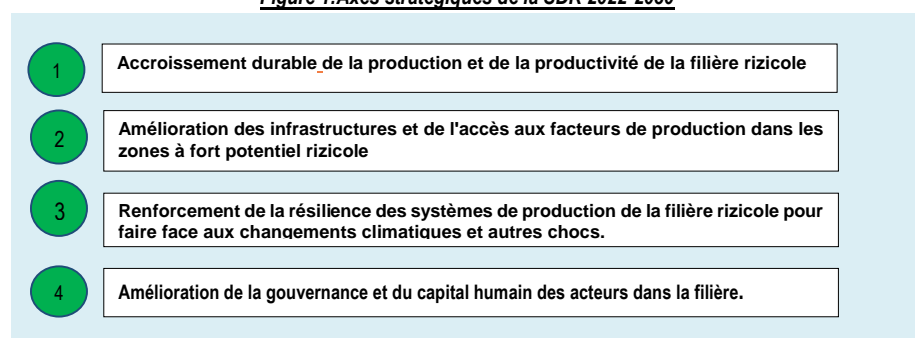 Figure 1:Axes stratégiques de la SDR 2022-2030
1
Accroissement durable de la production et de la productivité de la filière rizicole
2
Amélioration des infrastructures et de l'accès aux facteurs de production dans les
zones à fort potentiel rizicole
3
Renforcement de la résilience des systèmes de production de la filière rizicole pour
faire face aux changements climatiques et autres chocs.
4
Amélioration de la gouvernance et du capital humain des acteurs dans la filière.